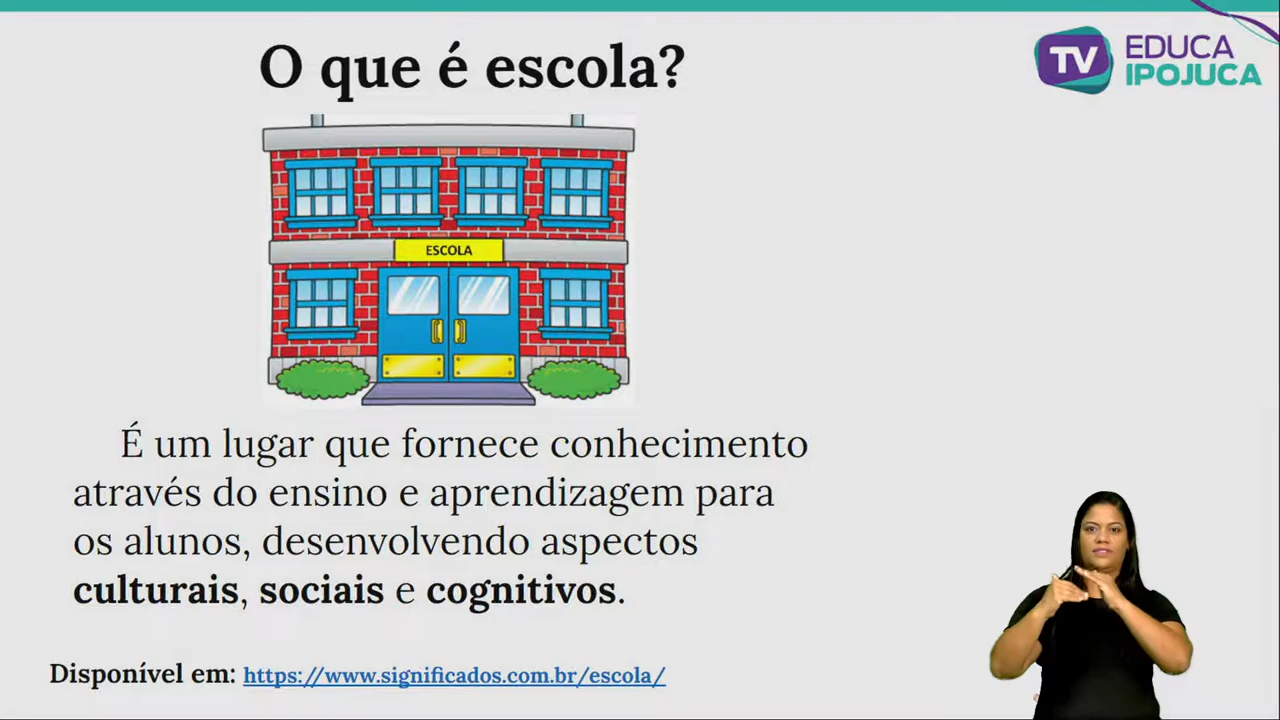 O que é escola?
TV EDUCA
IPOJUCA
ESCOLA
É um lugar que fornece conhecimento
através do ensino e aprendizagem para
os alunos, desenvolvendo aspectos
culturais, sociais e cognitivos.
Disponível em: https://www.significados.com.br/escola/